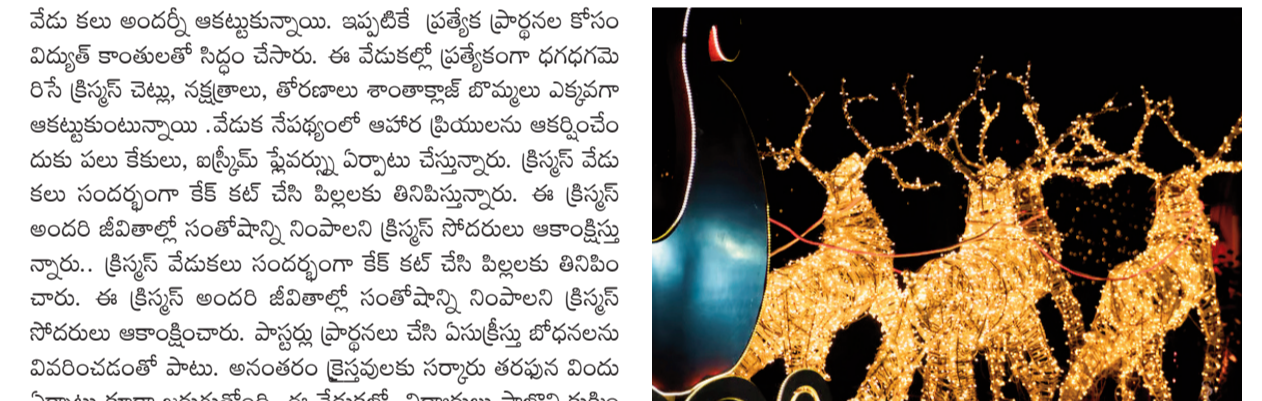 వేడు కలు అందర్నీ ఆకట్టుకున్నాయి. ఇప్పటికే ప్రత్యేక ప్రార్థనల కోసం
విద్యుత్ కాంతులతో సిద్ధం చేసారు. ఈ వేడుకల్లో ప్రత్యేకంగా ధగధగమె
రిసే క్రిస్మస్ చెట్లు, నక్షత్రాలు, తోరణాలు శాంతాక్లాజ్ బొమ్మలు ఎక్కవగా
ఆకట్టుకుంటున్నాయి .వేడుక నేపథ్యంలో ఆహార ప్రియులను ఆకర్షించేం
దుకు పలు కేకులు, ఐస్క్రీమ్ ఫ్లేవర్స్ను ఏర్పాటు చేస్తున్నారు. క్రిస్మస్ వేడు
కలు సందర్భంగా కేక్ కట్ చేసి పిల్లలకు తినిపిస్తున్నారు. ఈ క్రిస్మస్
అందరి జీవితాల్లో సంతోషాన్ని నింపాలని క్రిస్మస్ సోదరులు ఆకాంక్షిస్తు
న్నారు.. క్రిస్మస్ వేడుకలు సందర్భంగా కేక్ కట్ చేసి పిల్లలకు తినిపిం
చారు. ఈ క్రిస్మస్ అందరి జీవితాల్లో సంతోషాన్ని నింపాలని క్రిస్మస్
సోదరులు ఆకాంక్షించారు. పాస్టర్లు ప్రార్థనలు చేసి ఏసుక్రీస్తు బోధనలను
వివరించడంతో పాటు. అనంతరం క్రైస్తవులకు సర్కారు తరఫున విందు